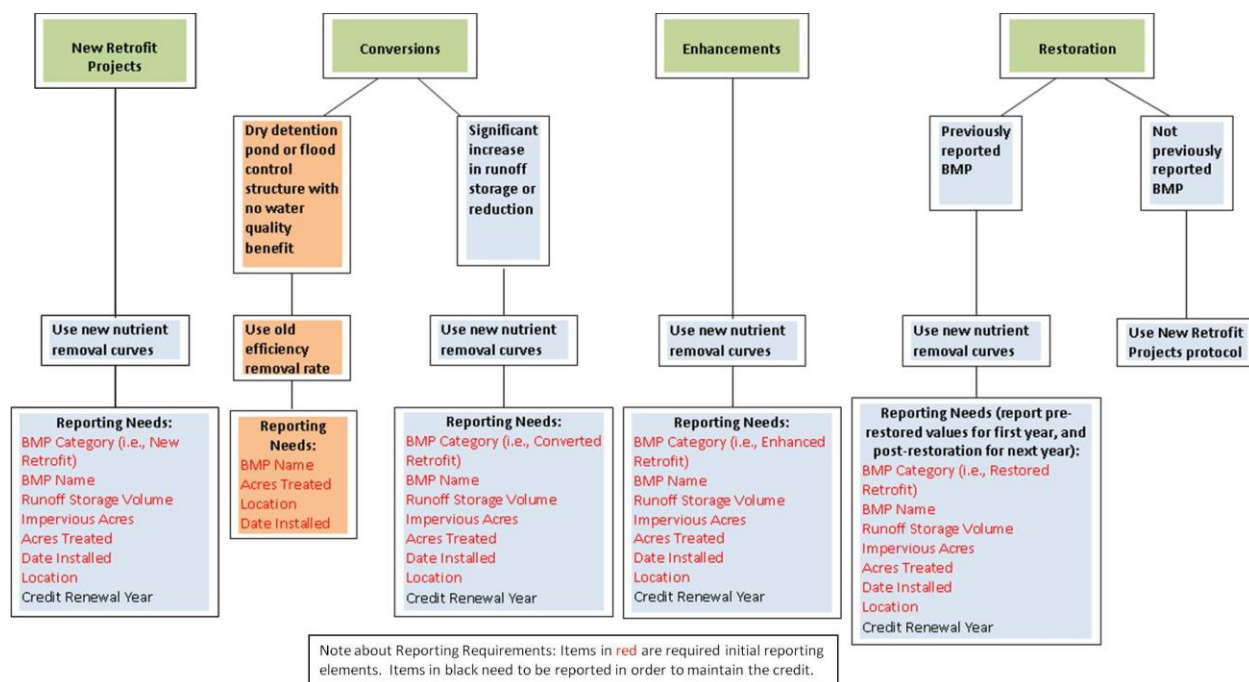 New Retrofit
Projects
Conversions
Enhancements
Restoration
Dry detention
pond or flood
control
structure with
no water
quality
benefit
Significant
increase
in runoff
storage or
reduction
Previously
reported
BMP
Not
previously
reported
BMP
Use new nutrient
removal curves
Use old
efficiency
removal rate
Use new nutrient
removal curves
Use new nutrient
removal curves
Use new nutrient
removal curves
Use New Retrofit
Projects protocol
Reporting Needs:
BMP Category (i.e., New
Retrofit)
BMP Name
Runoff Storage Volume
Impervious Acres
Acres Treated
Date Installed
Location
Credit Renewal Year
Reporting
Needs:
BMP Name
Acres Treated
Location
Date Installed
Reporting Needs:
BMP Category (i.e., Converted
Retrofit)
BMP Name
Runoff Storage Volume
Impervious Acres
Acres Treated
Date Installed
Location
Credit Renewal Year
Reporting Needs:
BMP Category (i.e., Enhanced
Retrofit)
BMP Name
Runoff Storage Volume
Impervious Acres
Acres Treated
Date Installed
Location
Credit Renewal Year
Reporting Needs (report pre-
restored values for first year, and
post-restoration for next year):
BMP Category (i.e., Restored
Retrofit)
BMP Name
Runoff Storage Volume
Impervious Acres
Acres Treated
Date Installed
Location
Credit Renewal Year
Note about Reporting Requirements: Items in red are required initial reporting
elements. Items in black need to be reported in order to maintain the credit.